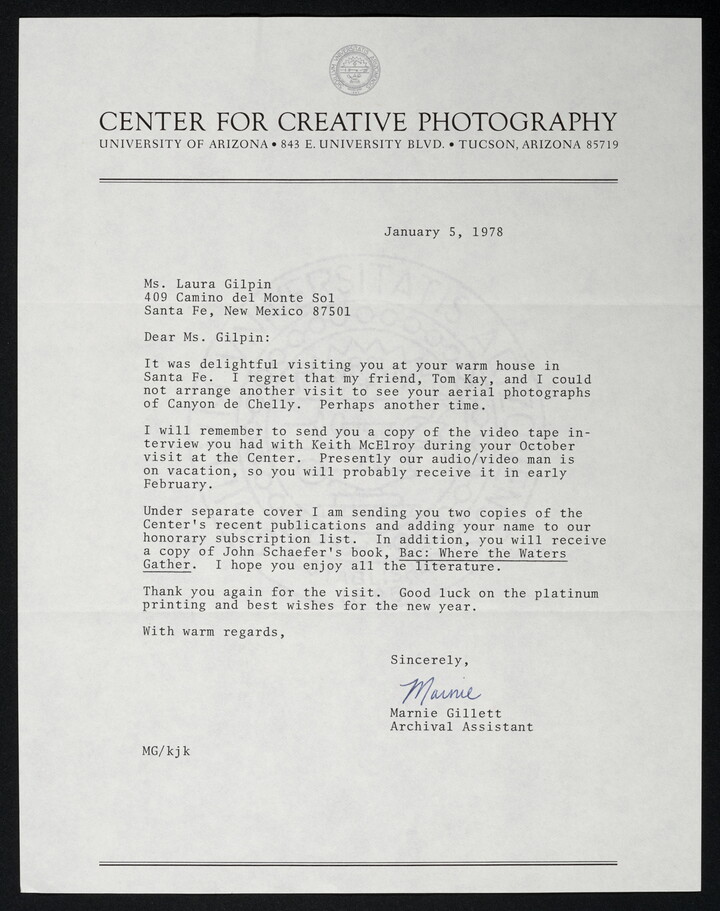 CENTER FOR CREATIVE PHOTOGRAPHY
UNIVERSITY OF ARIZONA • 843 E. UNIVERSITY BLVD. • TUCSON, ARIZONA 85719
January 5, 1978
Ms. Laura Gilpin
409 Camino del Monte Sol
Santa Fe, New Mexico 87501
Dear Ms. Gilpin:
It was delightful visiting you at your warm house in
Santa Fe. I regret that my friend, Tom Kay, and I could
not arrange another visit to see your aerial photographs
of Canyon de Chelly. Perhaps another time.
I will remember to send you a copy of the video tape in-
terview you had with Keith McElroy during your October
visit at the Center. Presently our audio/video man is
on vacation, so you will probably receive it in early
February.
Under separate cover I am sending you two copies of the
Center's recent publications and adding your name to our
honorary subscription list. In addition, you will receive
a copy of John Schaefer's book, Bac: Where the Waters
Gather. I hope you enjoy all the literature.
Thank you again for the visit. Good luck on the platinum
printing and best wishes for the new year.
With warm regards,
Sincerely,
Marnie
Marnie Gillett
Archival Assistant
MG/kjk